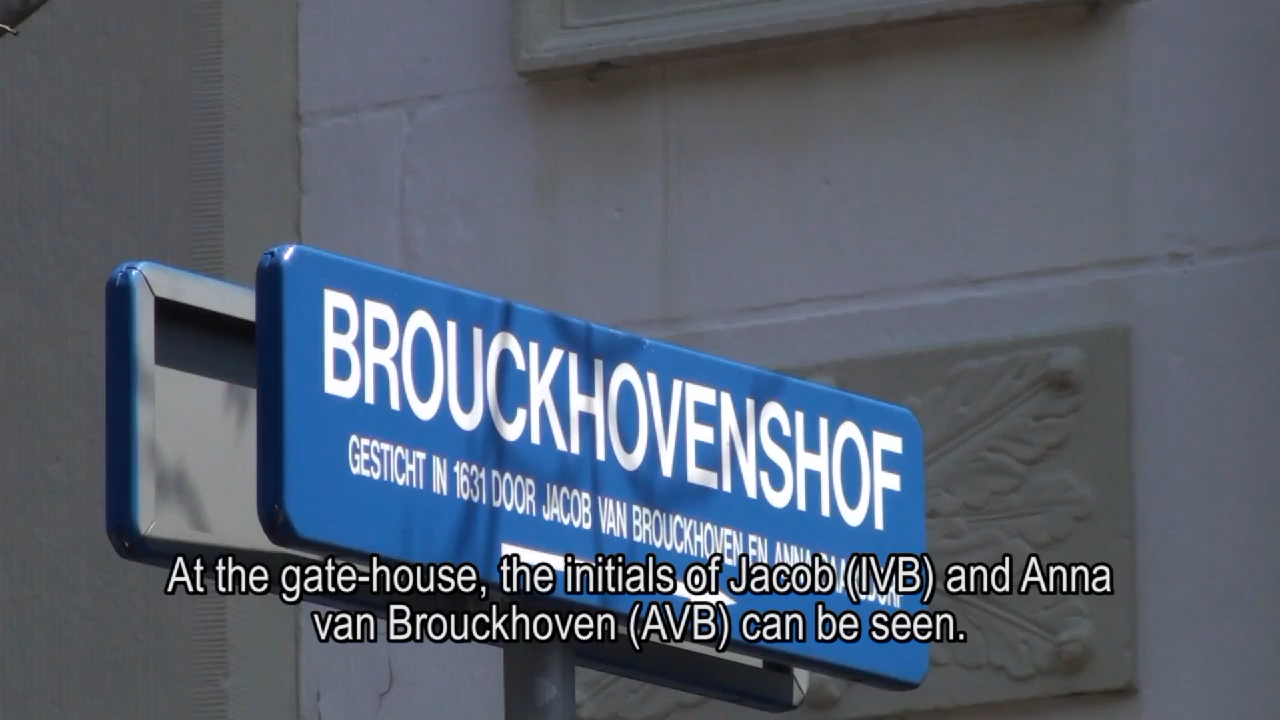 BROUCKHOVENSHOF
GESTICHT IN 1631 DOOR JACOB VAN BROUCKHOVEN EN ANNA
At the gate-house, the initials of Jacob (IVB) and Anna
van Brouckhoven (AVB) can be seen.